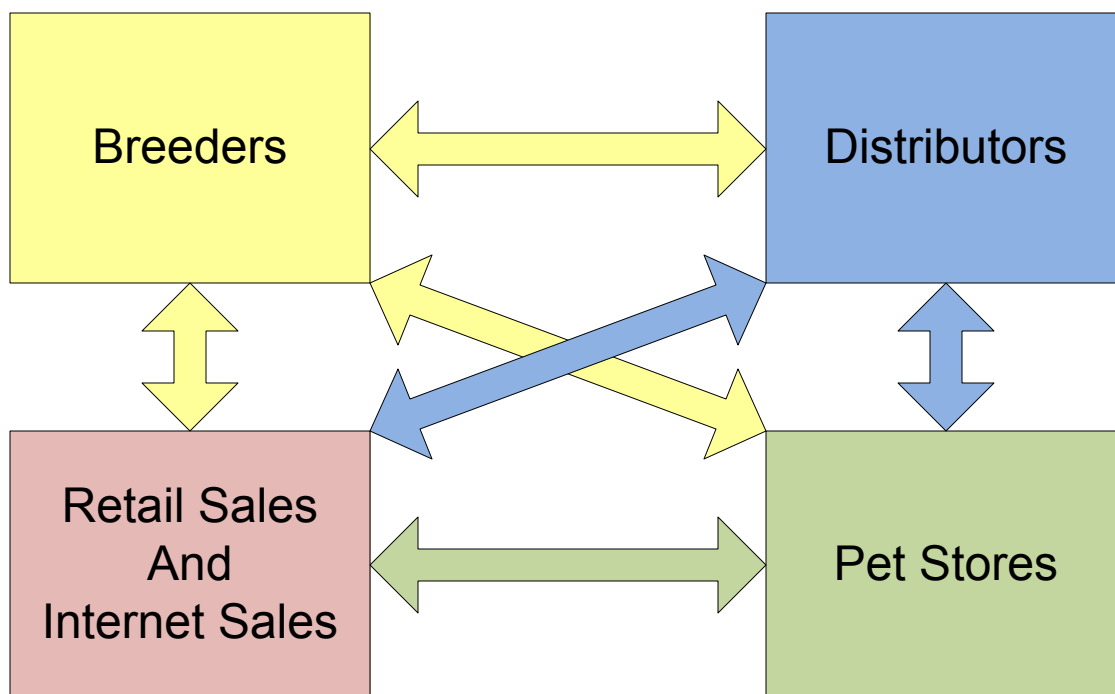 Breeders
Distributors
Retail Sales
And
Internet Sales
Pet Stores